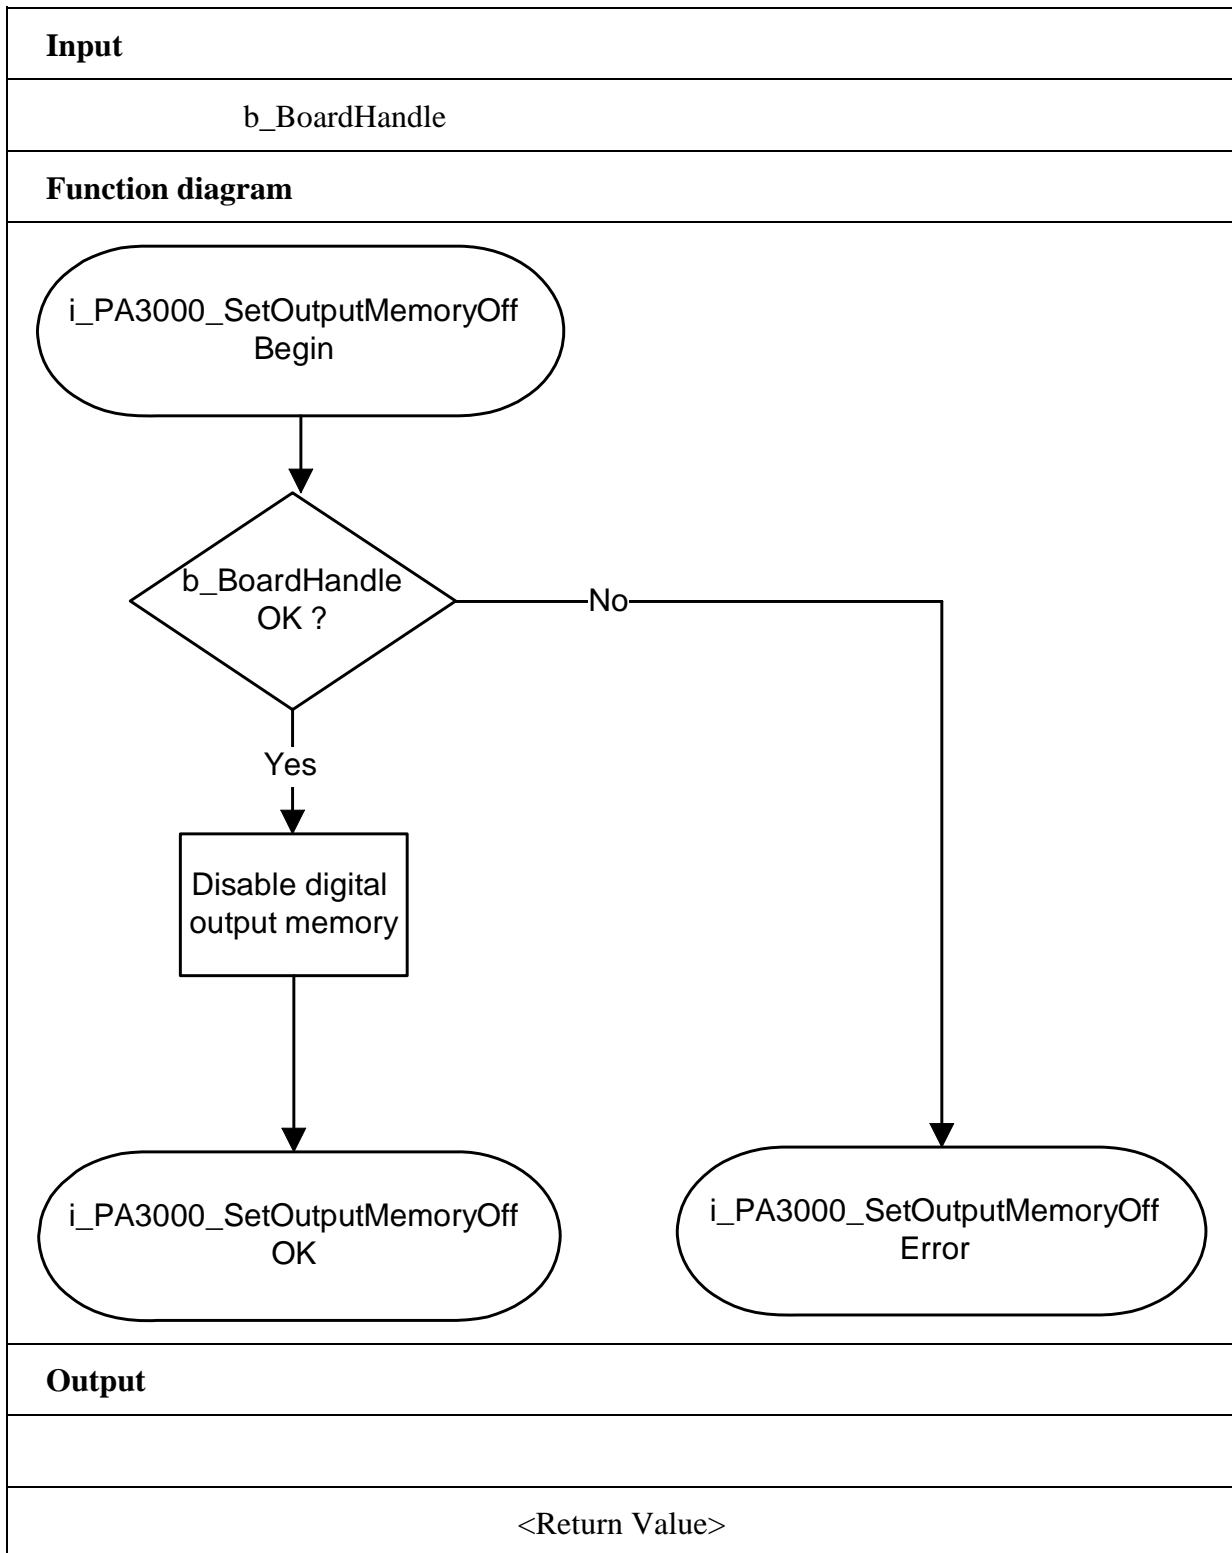 Input
b_BoardHandle
Function diagram
i_PA3000_SetOutputMemoryOff
Begin
b_BoardHandle
OK ?
No
Yes
Disable digital
output memory
i_PA3000_SetOutputMemoryOff
OK
i_PA3000_SetOutputMemoryOff
Error
Output
<Return Value>